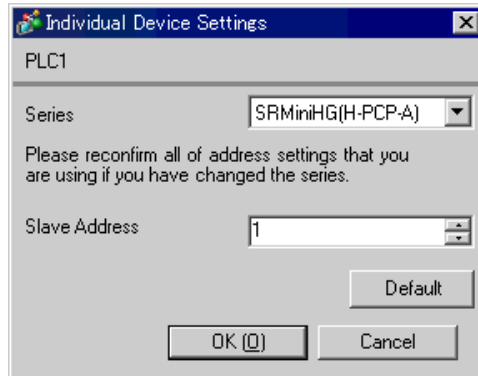 Individual Device Settings
PLC1
Series
SRMiniHG(H-PCP-A)
Please reconfirm all of address settings that you
are using if you have changed the series.
Slave Address
1
Default
OK (O)
Cancel